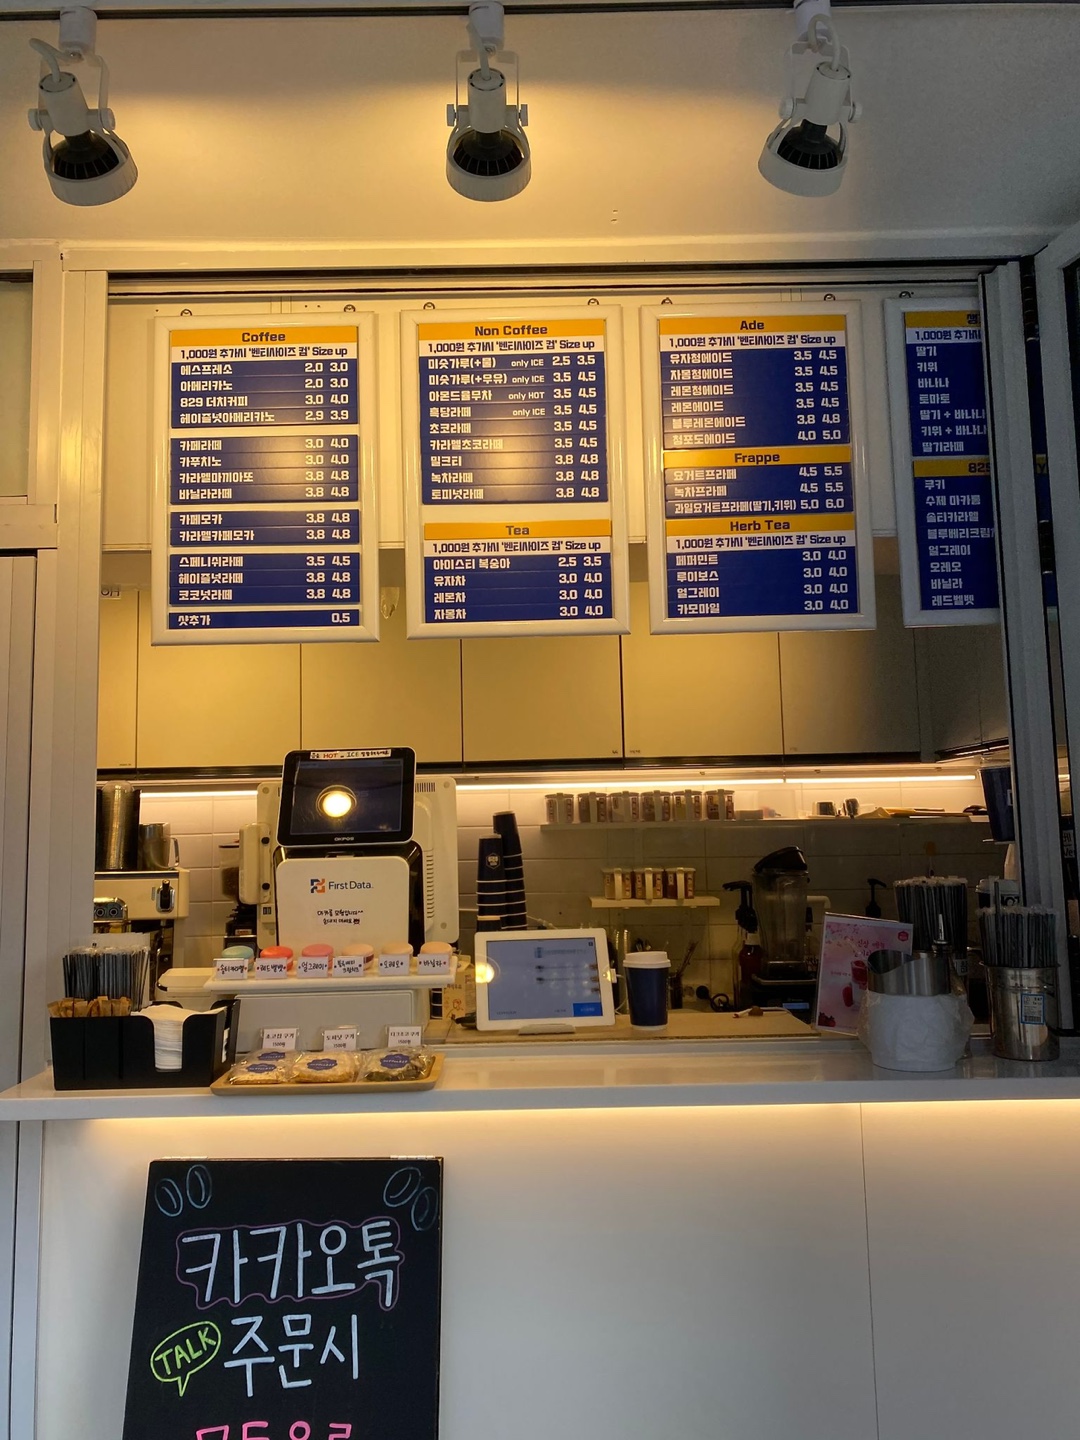 Coffee
1,000원 추가시 '벤티사이즈 컵' Size up
에스프레소 2.0 3.0
아메리카노 2.0 3.0
829 더치커피 3.0 4.0
헤이즐넛아메리카노 2.9 3.9
카페라떼 3.0 4.0
카푸치노 3.0 4.0
카라멜마끼아또 3.8 4.8
바닐라라떼 3.8 4.8
카페모카 3.8 4.8
카라멜카페모카 3.8 4.8
스페니쉬라떼 3.5 4.5
헤이즐넛라떼 3.8 4.8
코코넛라떼 3.8 4.8
샷추가 0.5
Non Coffee
1,000원 추가시 '벤티사이즈 컵' Size up
미숫가루(+물) only ICE 2.5 3.5
미숫가루(+우유) only ICE 3.5 4.5
아몬드율무차 only HOT 3.5 4.5
흑당라떼 only ICE 3.5 4.5
초코라떼 3.5 4.5
카라멜초코라떼 3.5 4.5
밀크티 3.8 4.8
녹차라떼 3.8 4.8
토피넛라떼 3.8 4.8
Tea
1,000원 추가시 '벤티사이즈 컵' Size up
아이스티 복숭아 2.5 3.5
유자차 3.0 4.0
레몬차 3.0 4.0
자몽차 3.0 4.0
Ade
1,000원 추가시 '벤티사이즈 컵' Size up
유자청에이드 3.5 4.5
자몽청에이드 3.5 4.5
레몬청에이드 3.5 4.5
레몬에이드 3.5 4.5
블루레몬에이드 3.8 4.8
청포도에이드 4.0 5.0
Frappe
요거트프라페 4.5 5.5
녹차프라페 4.5 5.5
과일요거트프라페(딸기,키위) 5.0 6.0
Herb Tea
1,000원 추가시 '벤티사이즈 컵' Size up
페퍼민트 3.0 4.0
루이보스 3.0 4.0
얼그레이 3.0 4.0
카모마일 3.0 4.0
1,000원 추가시
딸기
키위
바나나
토마토
딸기 + 바나나
키위 + 바나나
딸기라떼
829
쿠키
수제 마카롱
솔티카라멜
블루베리크림
얼그레이
오레오
바닐라
레드벨벳
HOT ICE
OKPOS
First Data.
레드벨벳
얼그레이
오레오
바닐라
초코칩 쿠키
카카오톡
TALK 주문시